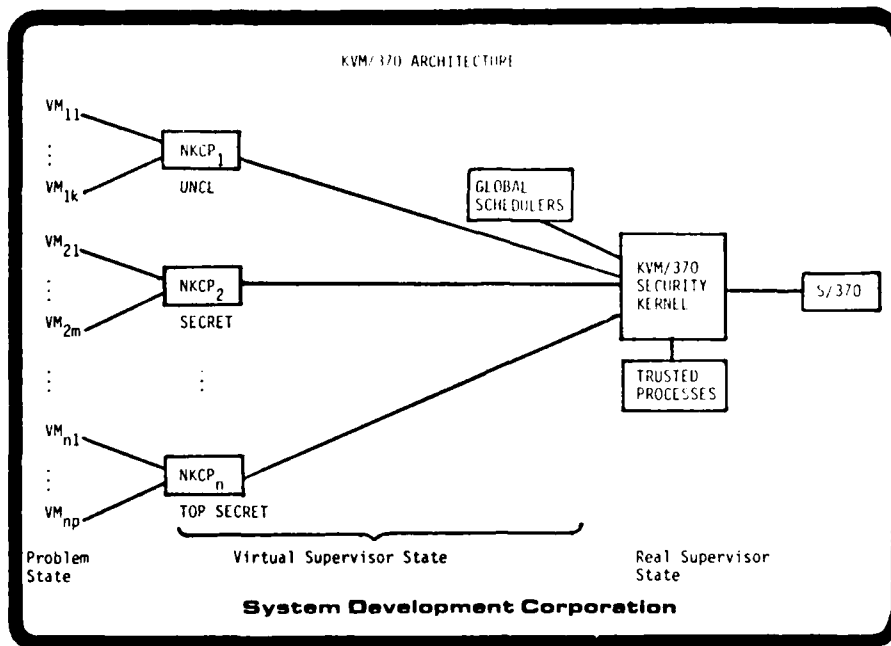 KVM/370 ARCHITECTURE
VM11
⋮
VM1k
NKCP1
UNCL
GLOBAL
SCHEDULERS
VM21
⋮
VM2m
NKCP2
SECRET
KVM/370
SECURITY
KERNEL
S/370
TRUSTED
PROCESSES
⋮
⋮
VMn1
⋮
VMnp
NKCPn
TOP SECRET
Problem
State
Virtual Supervisor State
Real Supervisor
State
System Development Corporation